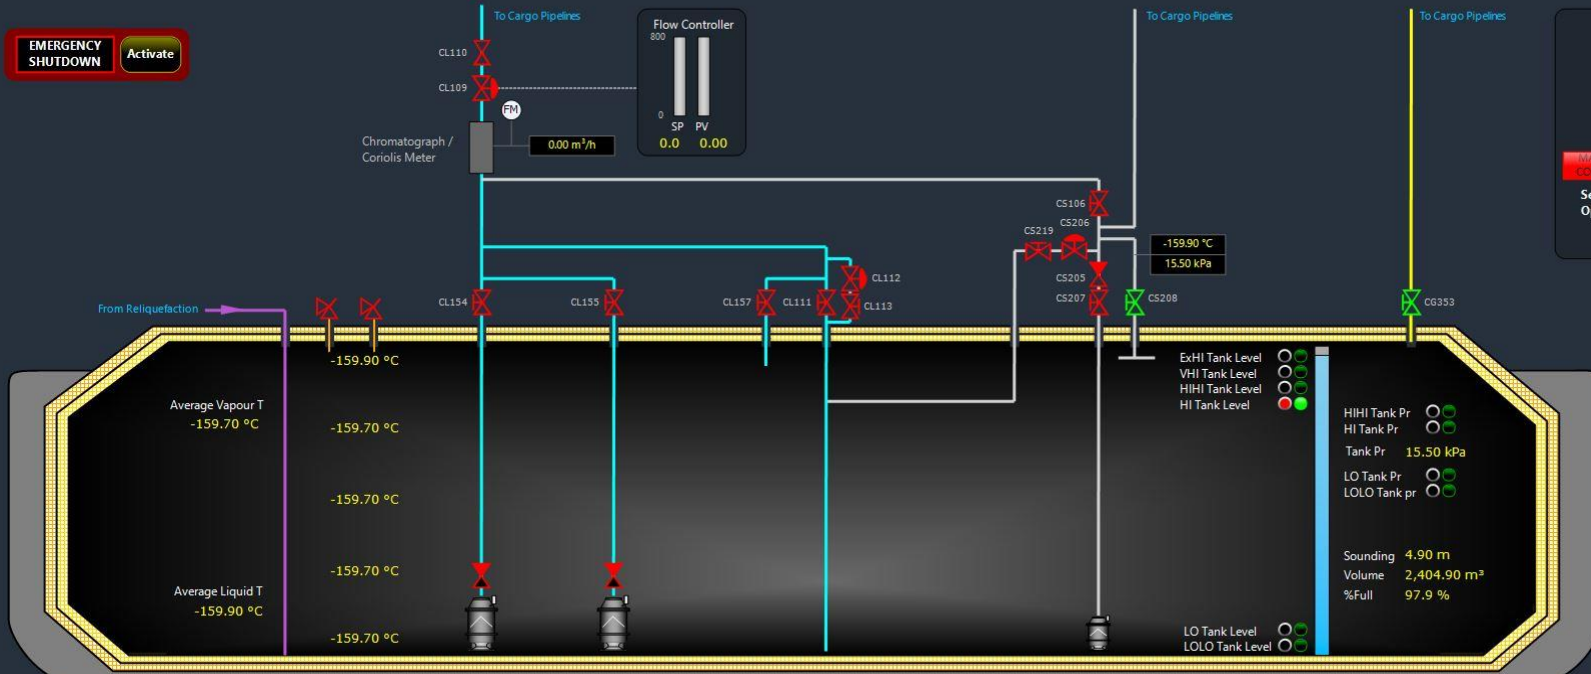 To Cargo Pipelines
To Cargo Pipelines
To Cargo Pipelines
EMERGENCY
SHUTDOWN
Activate
Flow Controller
800
0
SP PV
0.0 0.00
CL110
CL109
FM
Chromatograph /
Coriolis Meter
0.00 m³/h
CS106
CS206
CS219
-159.90 °C
15.50 kPa
CS205
CS207
CS208
CL112
CL113
CL154
CL155
CL157
CL111
CG353
From Reliquefaction
-159.90 °C
Average Vapour T
-159.70 °C
-159.70 °C
-159.70 °C
-159.70 °C
Average Liquid T
-159.90 °C
-159.70 °C
ExHI Tank Level
VHI Tank Level
HIHI Tank Level
HI Tank Level
HIHI Tank Pr
HI Tank Pr
Tank Pr 15.50 kPa
LO Tank Pr
LOLO Tank pr
Sounding 4.90 m
Volume 2,404.90 m³
%Full 97.9 %
LO Tank Level
LOLO Tank Level